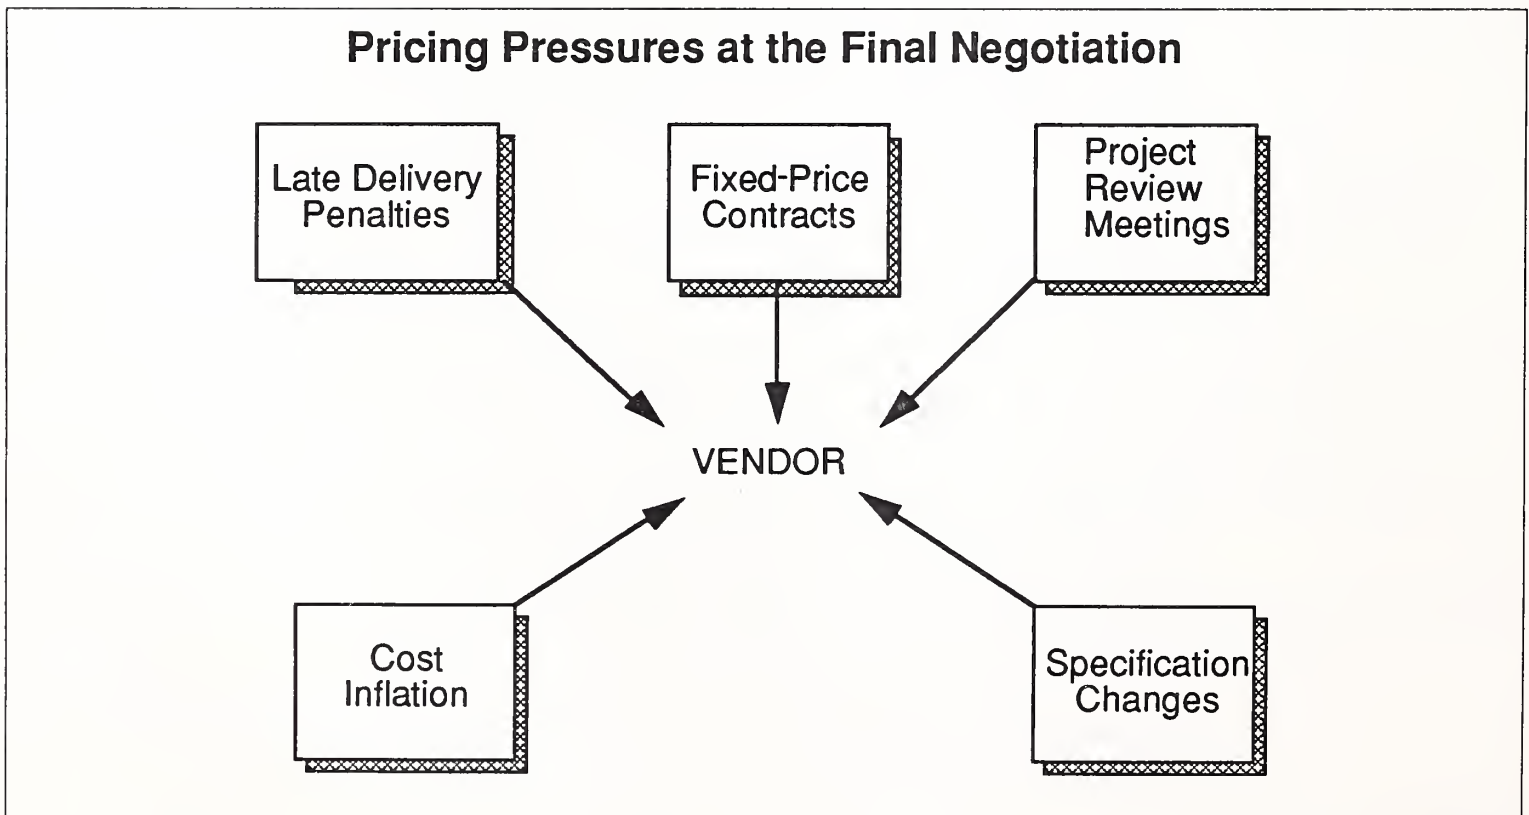 Pricing Pressures at the Final Negotiation
Late Delivery
Penalties
Fixed-Price
Contracts
Project
Review
Meetings
VENDOR
Cost
Inflation
Specification
Changes